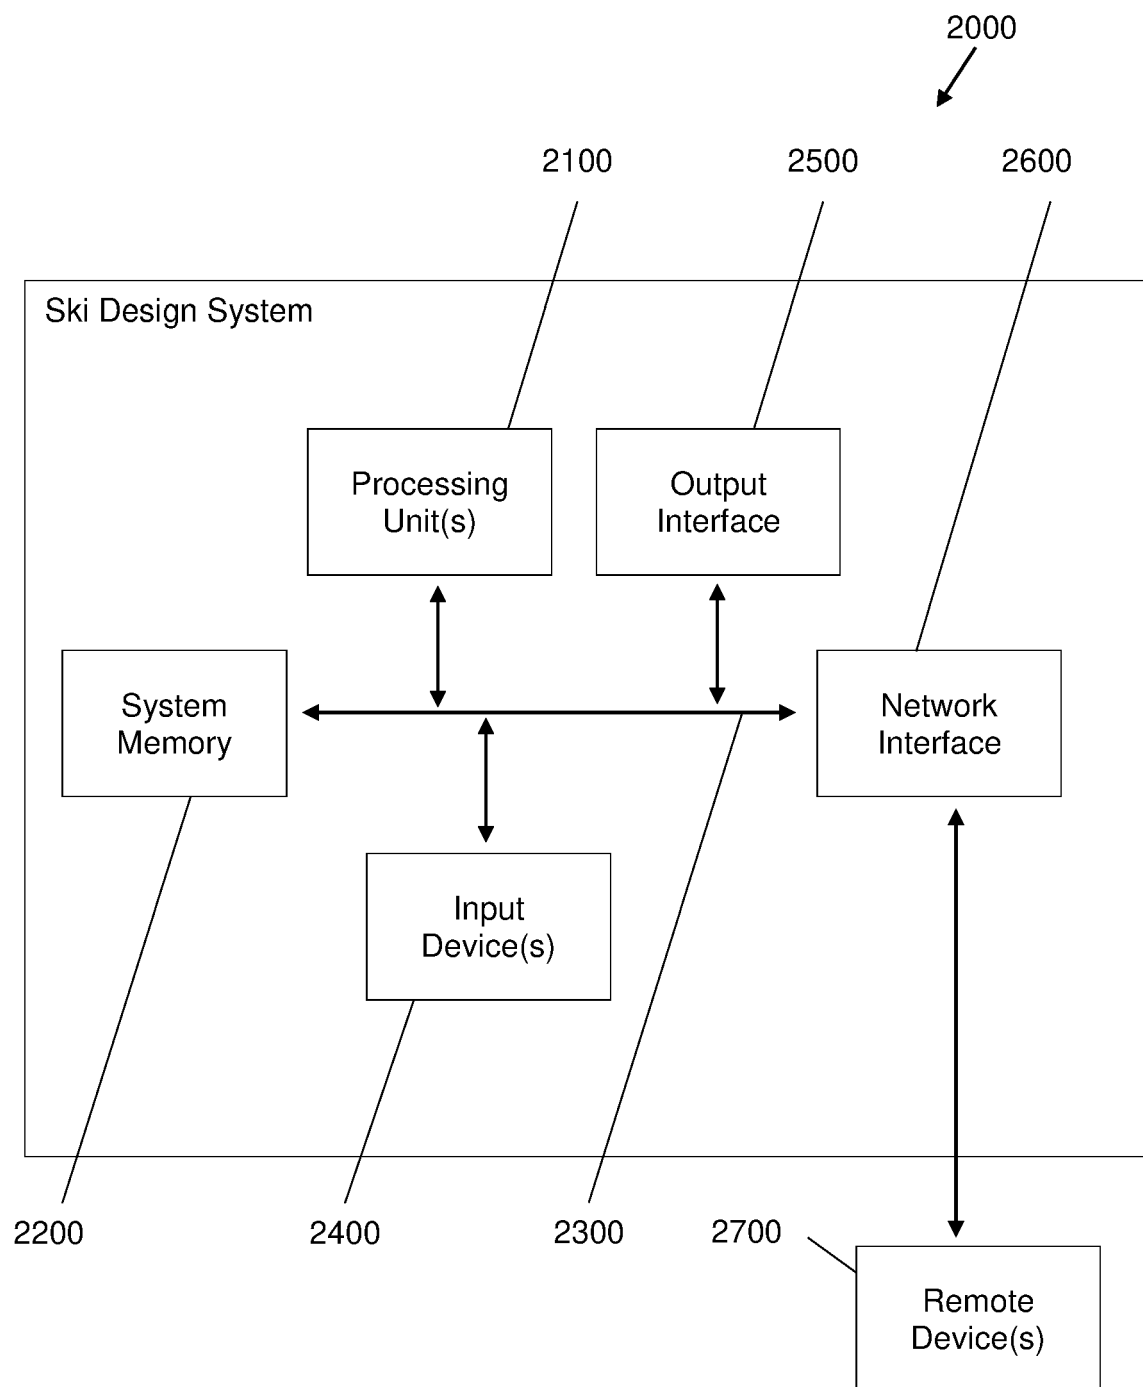 2000
2100
2500
2600
Ski Design System
Processing
Unit(s)
Output
Interface
System
Memory
Network
Interface
Input
Device(s)
2200
2400
2300
2700
Remote
Device(s)